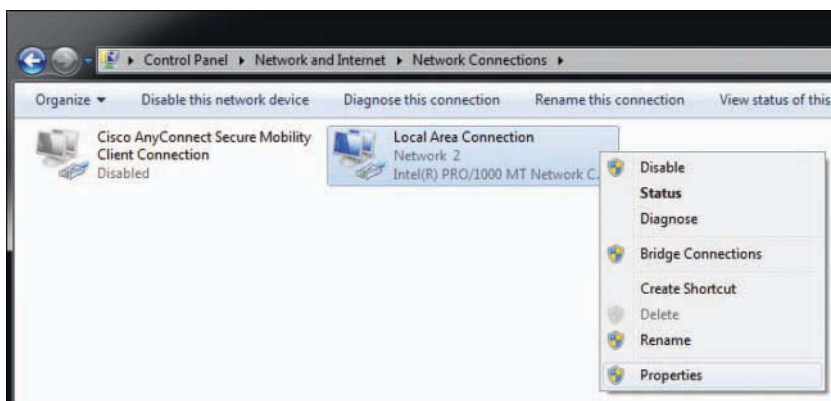 Control Panel Network and Internet Network Connections
Organize Disable this network device Diagnose this connection Rename this connection View status of this
Cisco AnyConnect Secure Mobility
Client Connection
Disabled
Local Area Connection
Network 2
Intel(R) PRO/1000 MT Network C...
Disable
Status
Diagnose
Bridge Connections
Create Shortcut
Delete
Rename
Properties